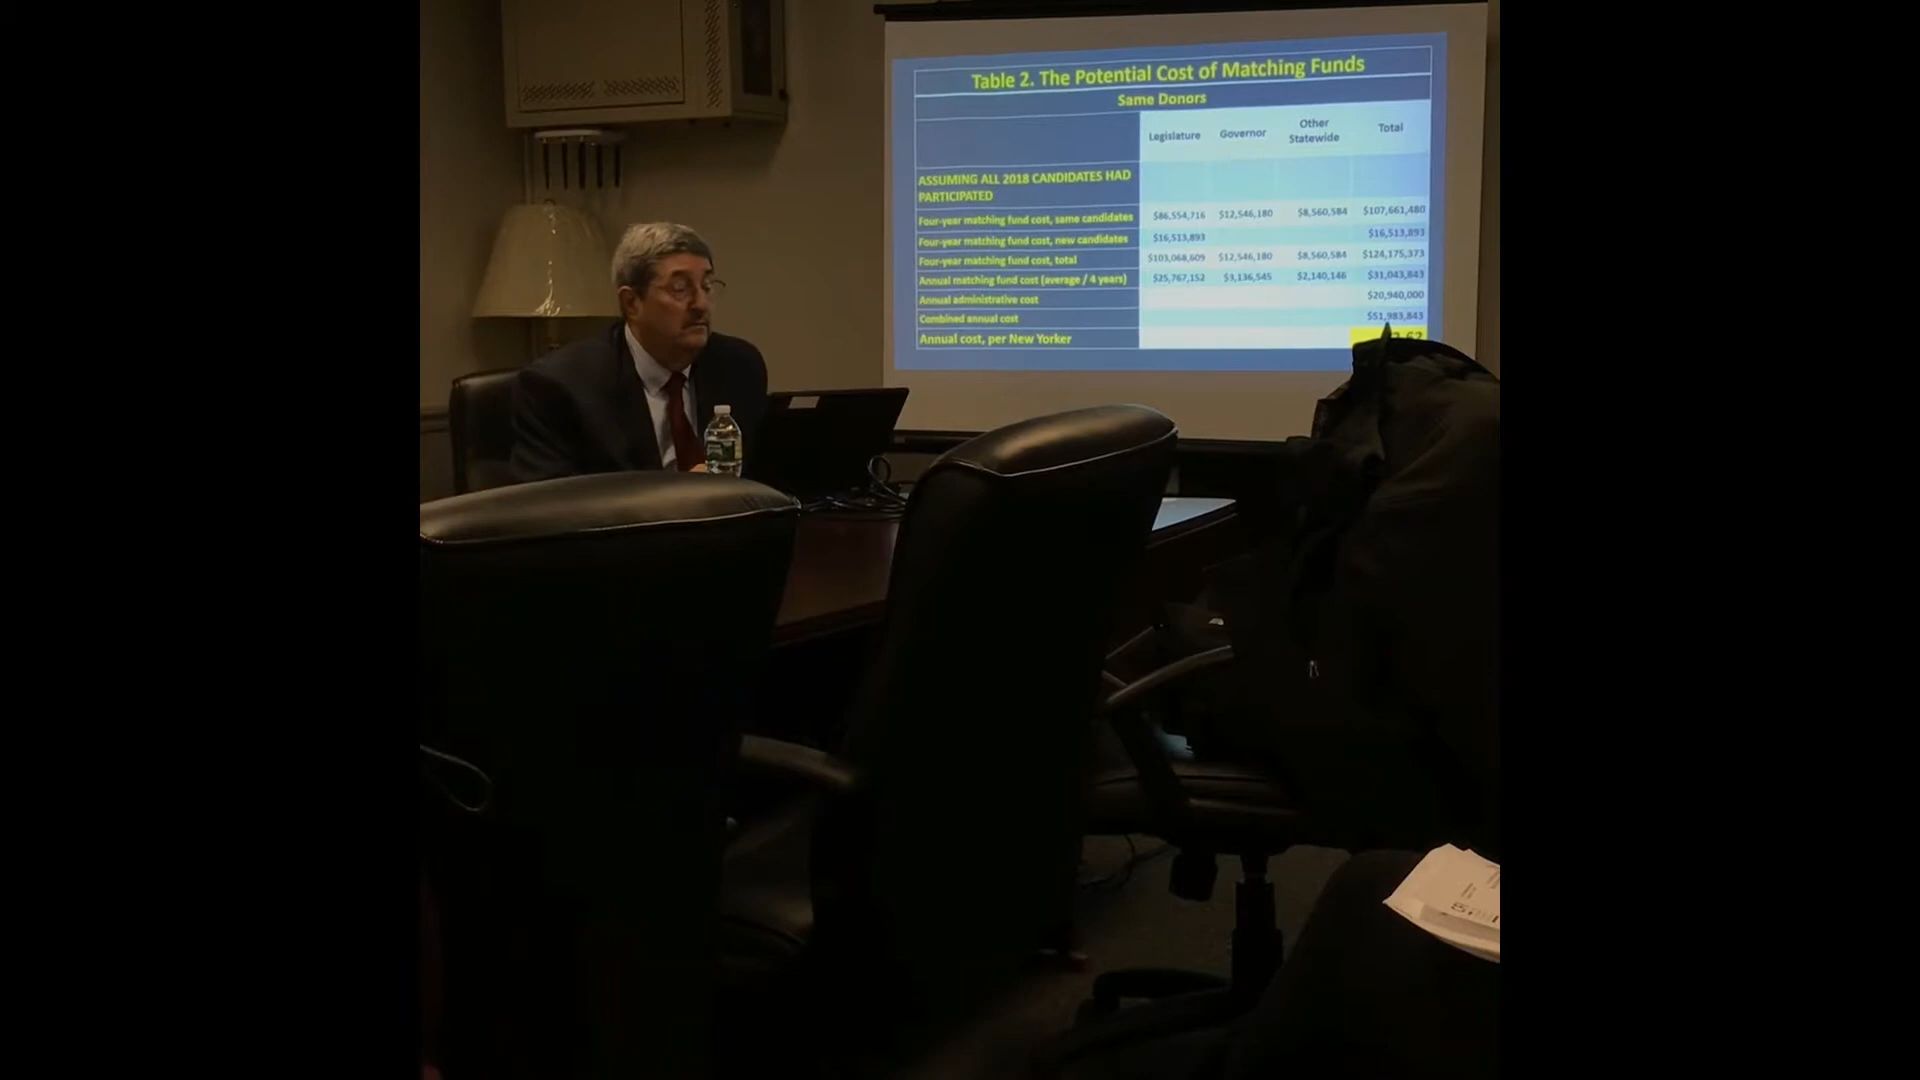 Table 2. The Potential Cost of Matching Funds
Same Donors
Legislature Governor Other Statewide Total
ASSUMING ALL 2018 CANDIDATES HAD
PARTICIPATED
Four-year matching fund cost, same candidates $86,554,716 $12,546,180 $8,560,584 $107,661,480
Four-year matching fund cost, new candidates $16,513,893 $16,513,893
Four-year matching fund cost, total $103,068,609 $12,546,180 $8,560,584 $124,175,373
Annual matching fund cost (average / 4 years) $25,767,152 $3,136,545 $2,140,146 $31,043,843
Annual administrative cost $20,940,000
Combined annual cost $51,983,843
Annual cost, per New Yorker